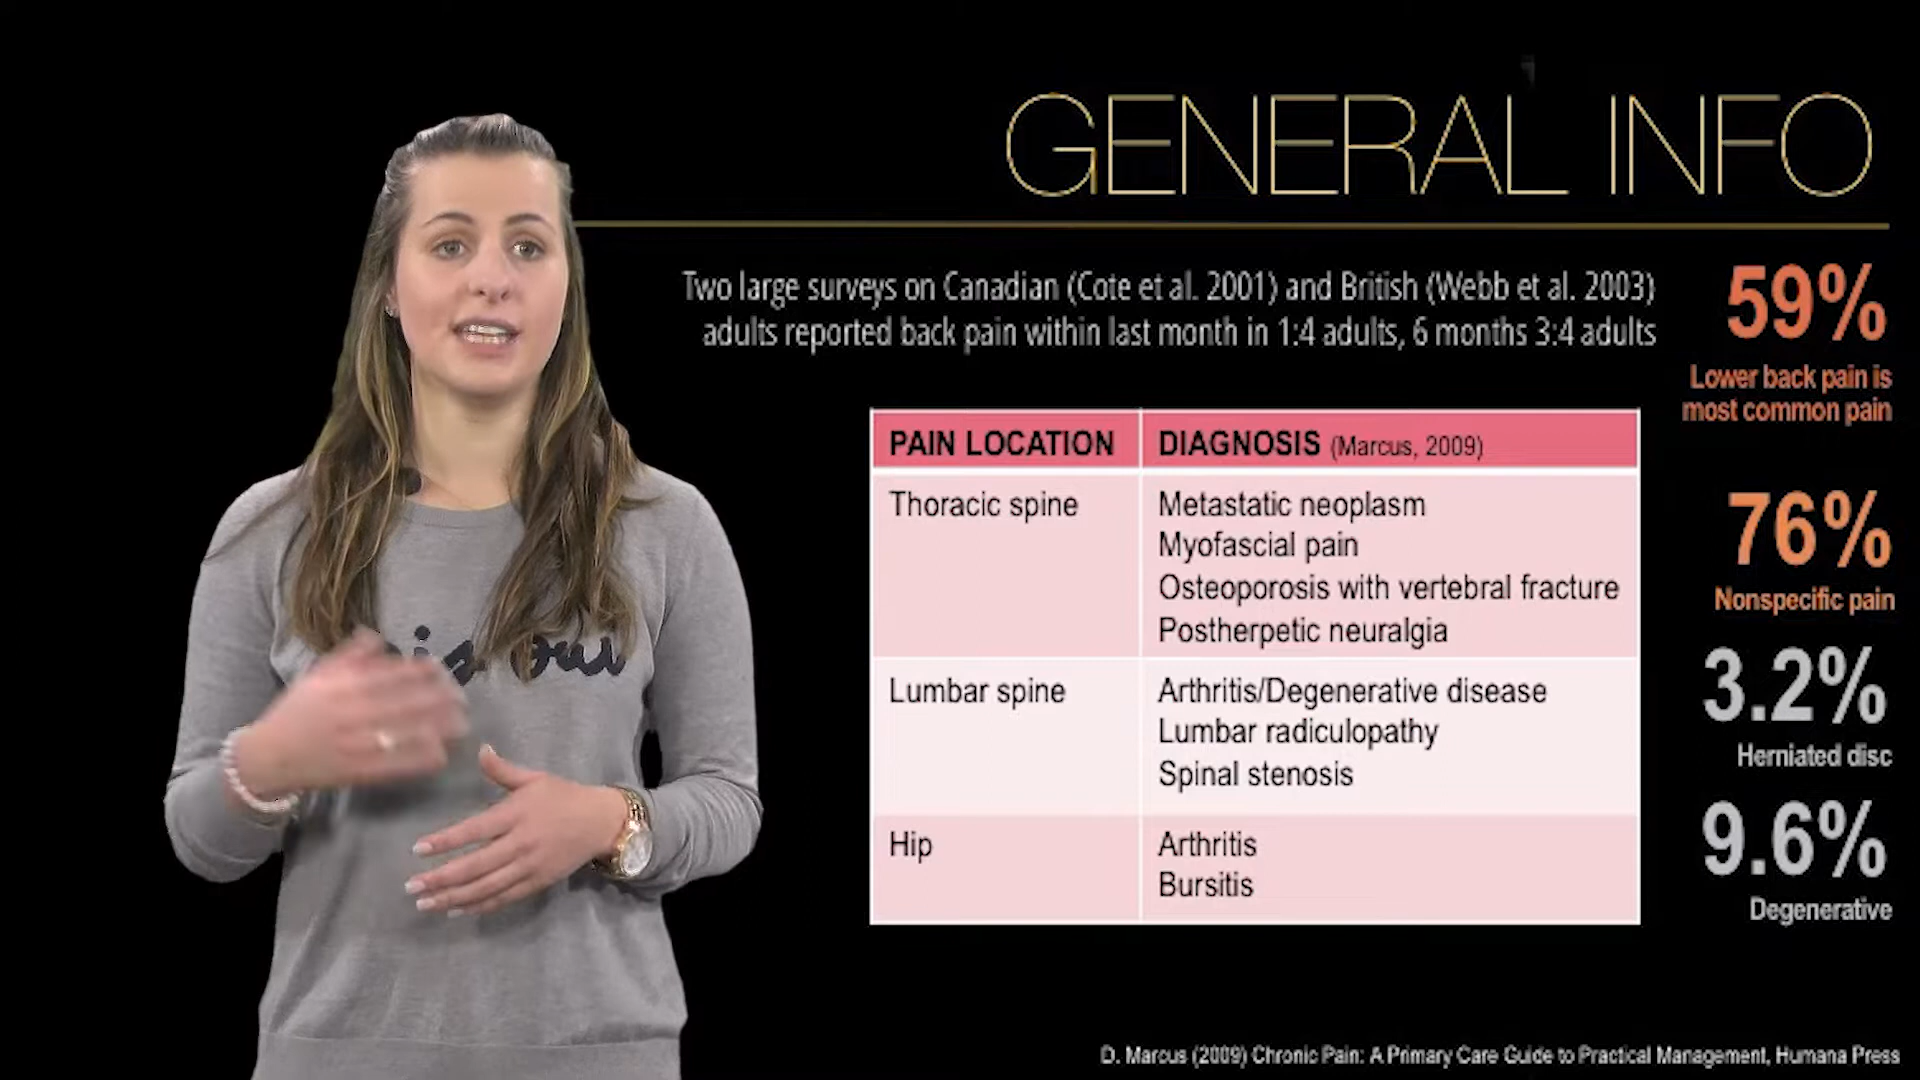 GENERAL INFO
Two large surveys on Canadian (Cote et al. 2001) and British (Webb et al. 2003)
adults reported back pain within last month in 1:4 adults, 6 months 3:4 adults
59%
Lower back pain is
most common pain
PAIN LOCATION DIAGNOSIS (Marcus, 2009)
Thoracic spine Metastatic neoplasm
Myofascial pain
Osteoporosis with vertebral fracture
Postherpetic neuralgia
Lumbar spine Arthritis/Degenerative disease
Lumbar radiculopathy
Spinal stenosis
Hip Arthritis
Bursitis
76%
Nonspecific pain
3.2%
Herniated disc
9.6%
Degenerative
is
D. Marcus (2009) Chronic Pain: A Primary Care Guide to Practical Management, Humana Press